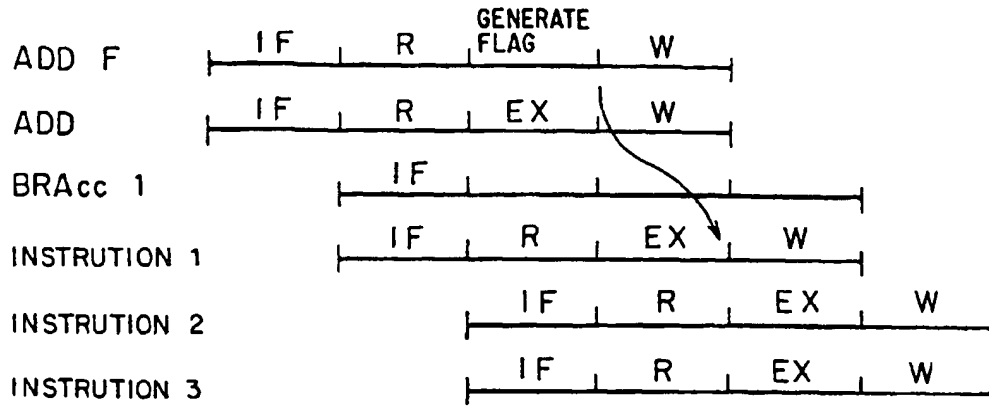 ADD F IF R GENERATE FLAG W
ADD IF R EX W
BRAcc 1 IF
INSTRUTION 1 IF R EX W
INSTRUTION 2 IF R EX W
INSTRUTION 3 IF R EX W